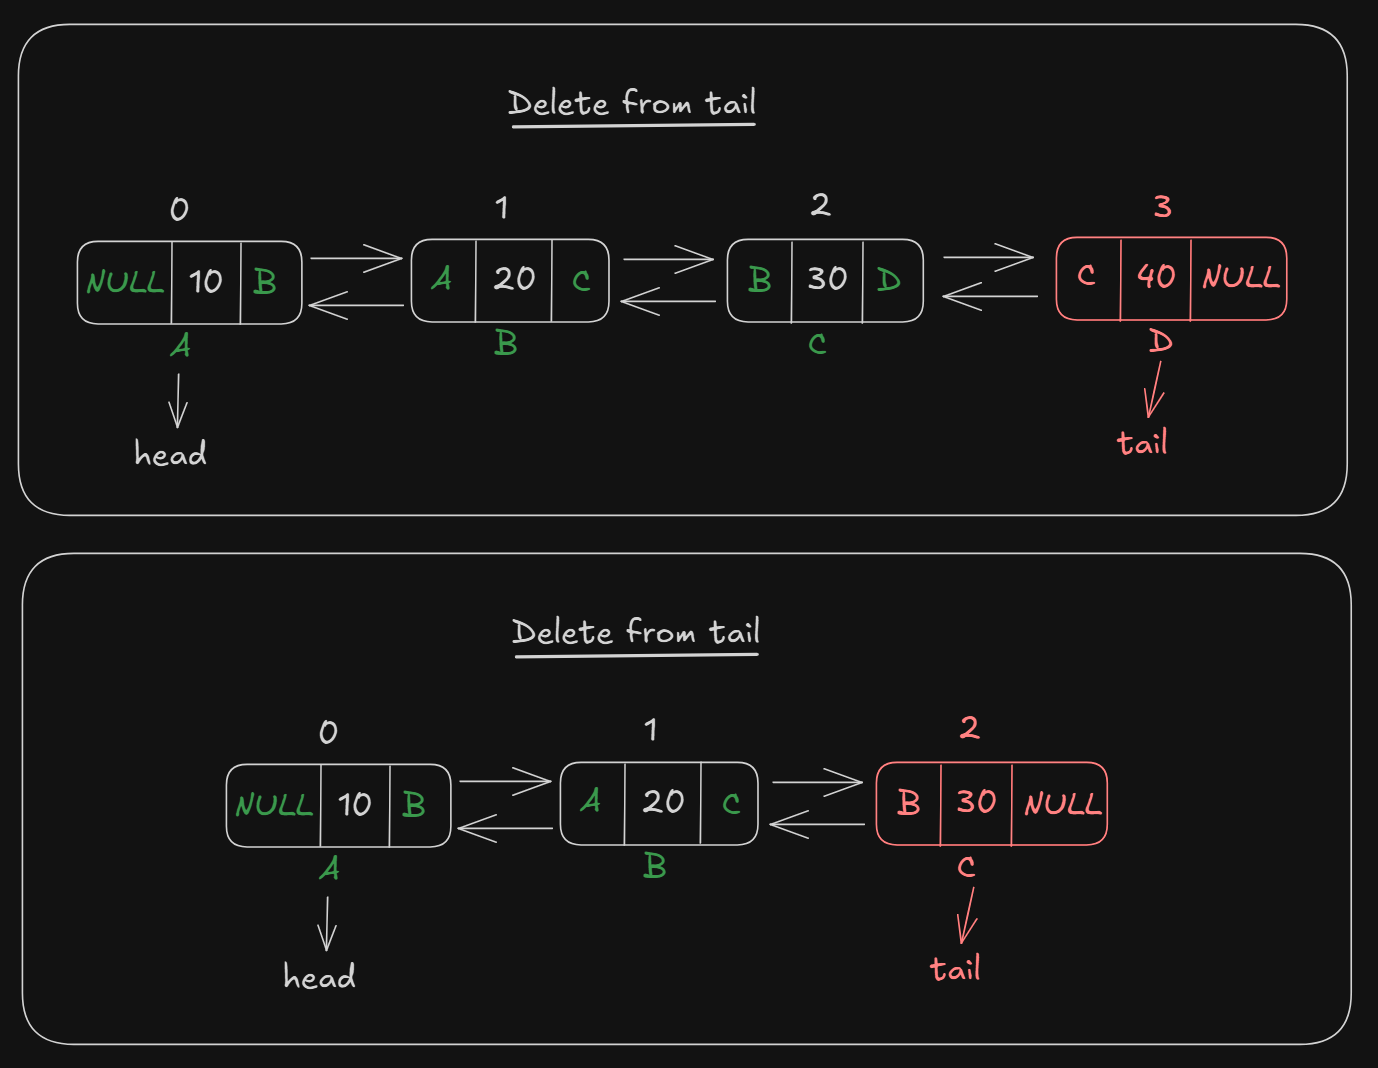 Delete from tail
0 1 2 3
NULL 10 B A 20 C B 30 D C 40 NULL
A B C D
head tail
Delete from tail
0 1 2
NULL 10 B A 20 C B 30 NULL
A B C
head tail